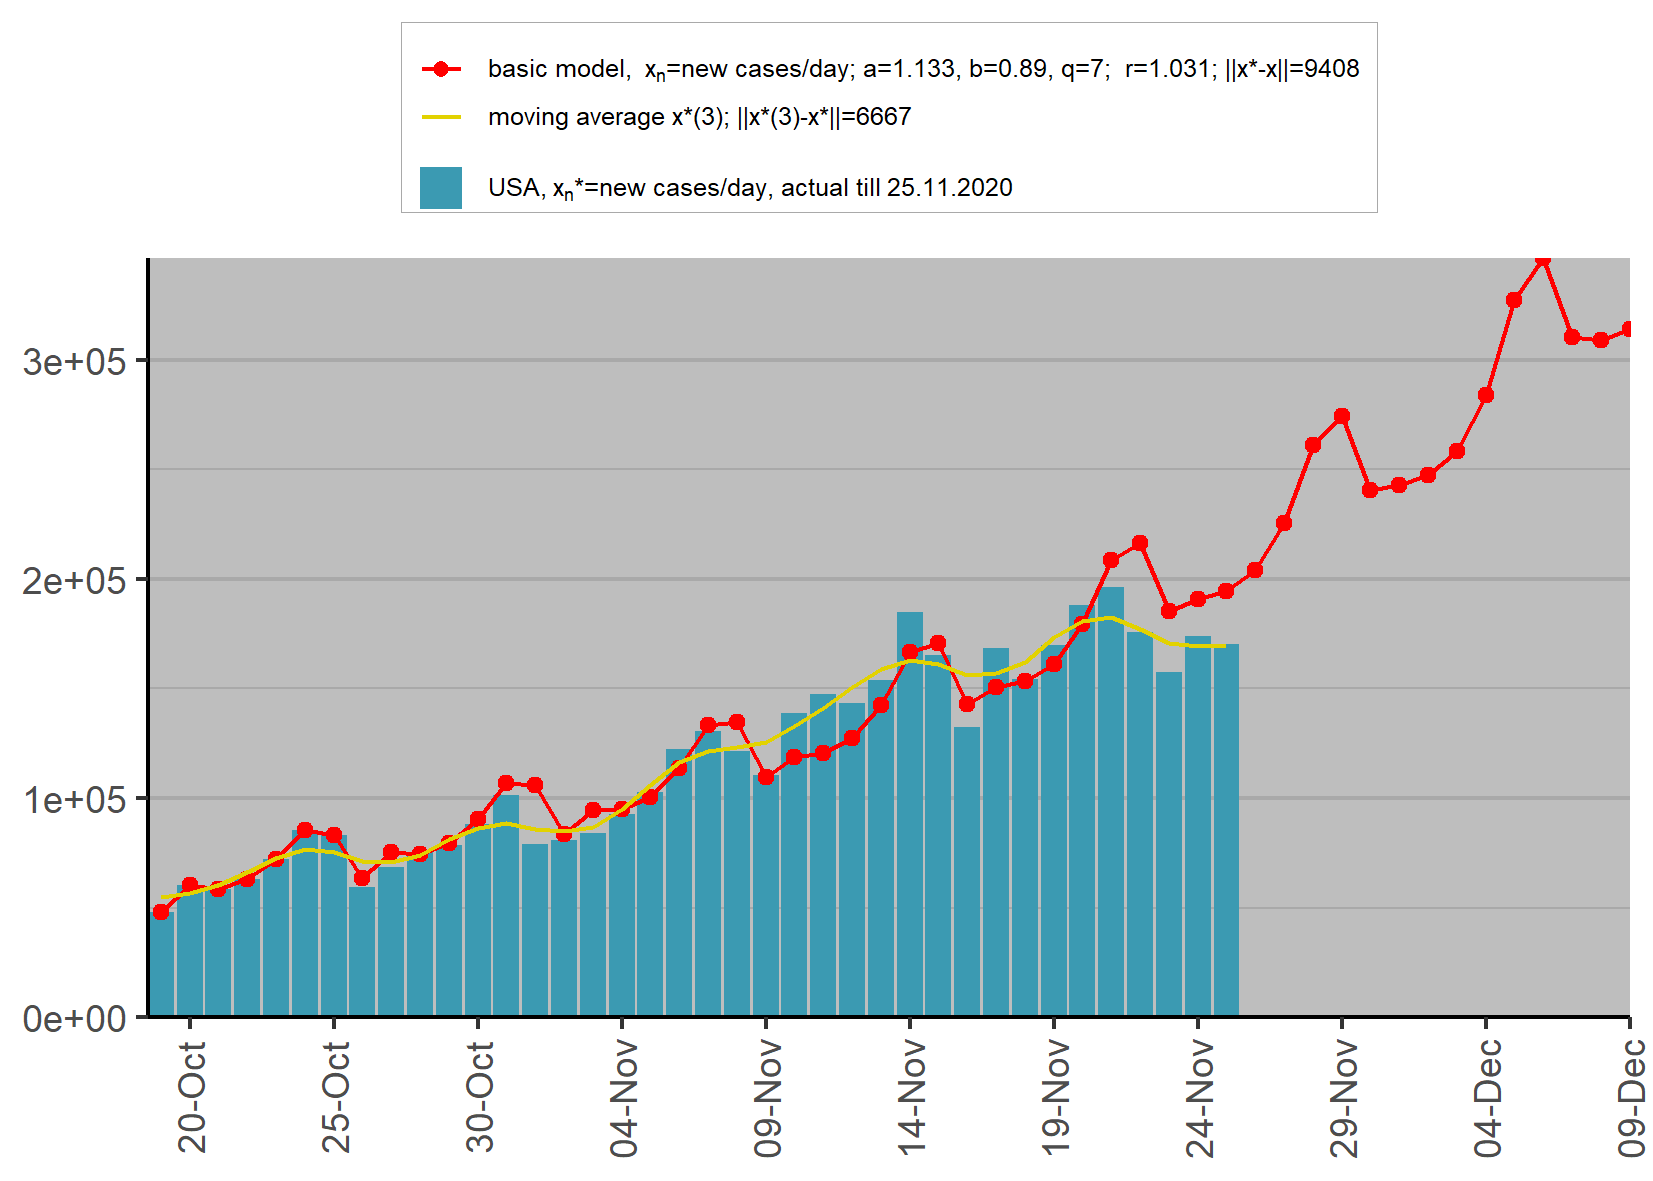 basic model, xₙ=new cases/day; a=1.133, b=0.89, q=7; r=1.031; ||x*-x||=9408
moving average x*(3); ||x*(3)-x*||=6667
USA, xₙ*=new cases/day, actual till 25.11.2020
3e+05
2e+05
1e+05
0e+00
20-Oct
25-Oct
30-Oct
04-Nov
09-Nov
14-Nov
19-Nov
24-Nov
29-Nov
04-Dec
09-Dec